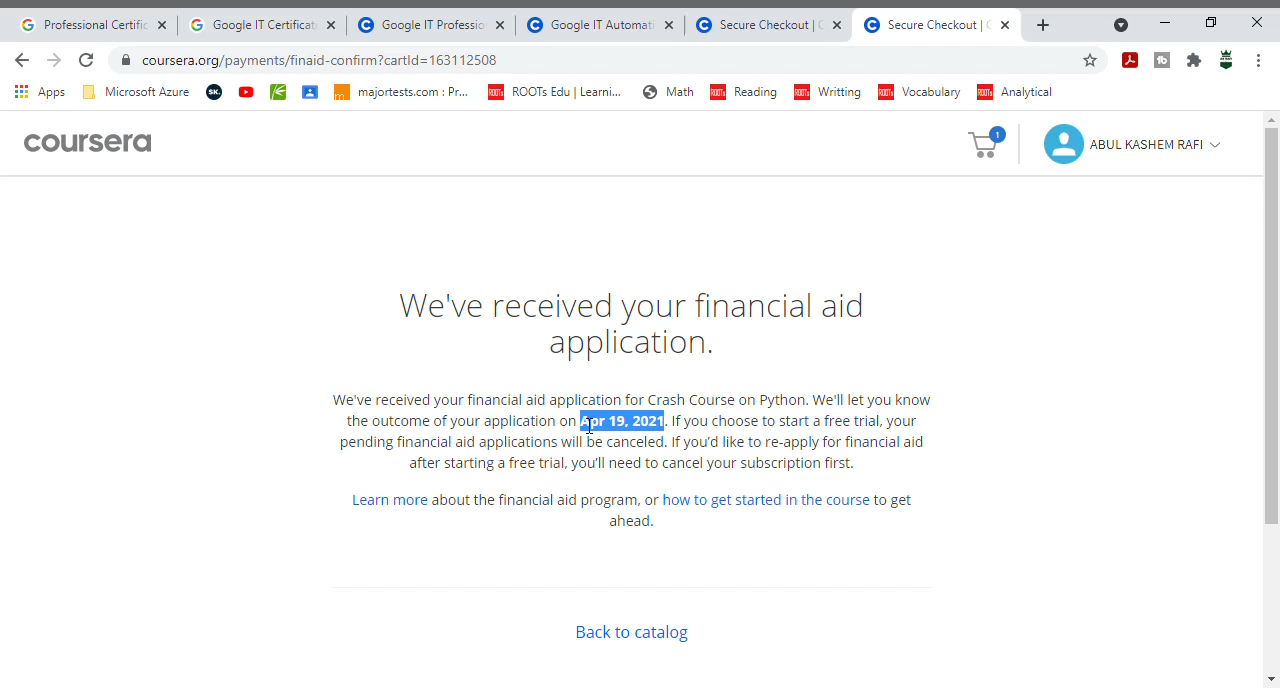 Professional Certific
Google IT Certificat
Google IT Professio
Google IT Automati
Secure Checkout | C
Secure Checkout | C
coursera.org/payments/finaid-confirm?cartId=163112508
Apps
Microsoft Azure
SK.
majortests.com : Pr...
ROOTs Edu | Learni...
Math
Reading
Writting
Vocabulary
Analytical
coursera
1
ABUL KASHEM RAFI
We've received your financial aid
application.
We've received your financial aid application for Crash Course on Python. We'll let you know
the outcome of your application on Apr 19, 2021. If you choose to start a free trial, your
pending financial aid applications will be canceled. If you'd like to re-apply for financial aid
after starting a free trial, you'll need to cancel your subscription first.
Learn more about the financial aid program, or how to get started in the course to get
ahead.
Back to catalog